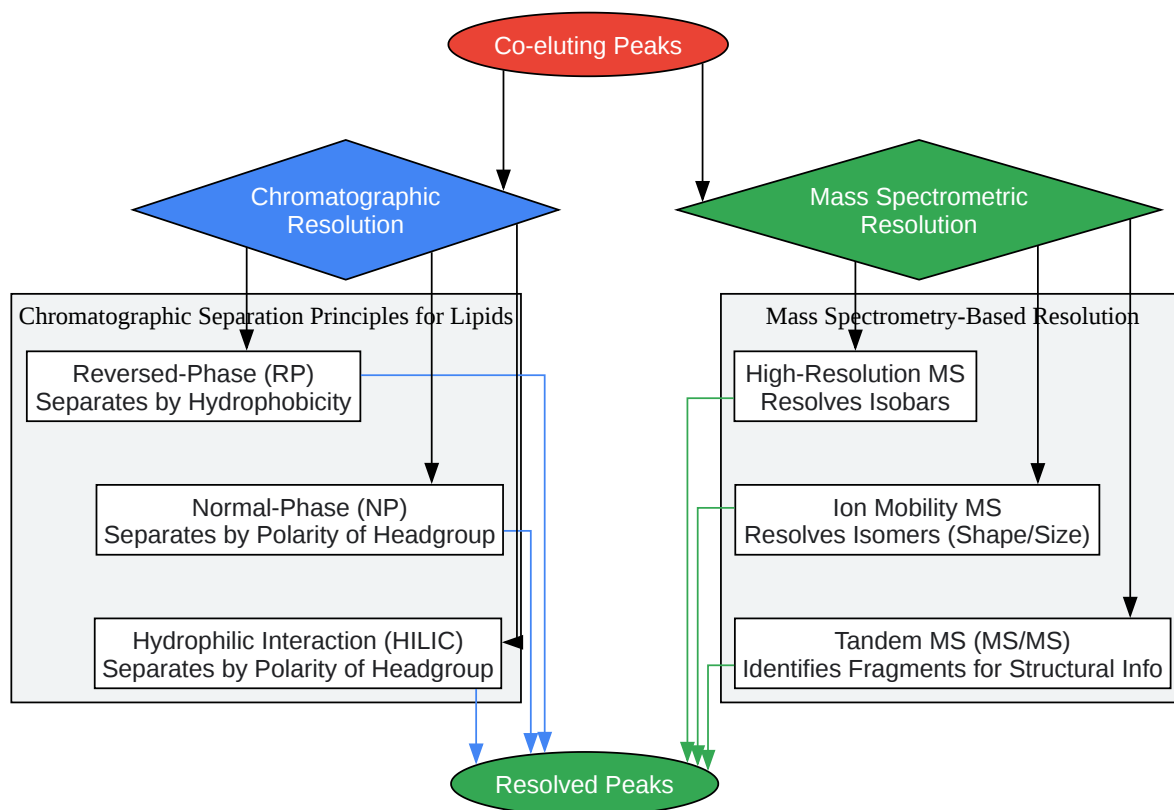 Co-eluting Peaks
Chromatographic
Resolution
Mass Spectrometric
Resolution
Chromatographic Separation Principles for Lipids
Reversed-Phase (RP)
Separates by Hydrophobicity
Normal-Phase (NP)
Separates by Polarity of Headgroup
Hydrophilic Interaction (HILIC)
Separates by Polarity of Headgroup
Mass Spectrometry-Based Resolution
High-Resolution MS
Resolves Isobars
Ion Mobility MS
Resolves Isomers (Shape/Size)
Tandem MS (MS/MS)
Identifies Fragments for Structural Info
Resolved Peaks